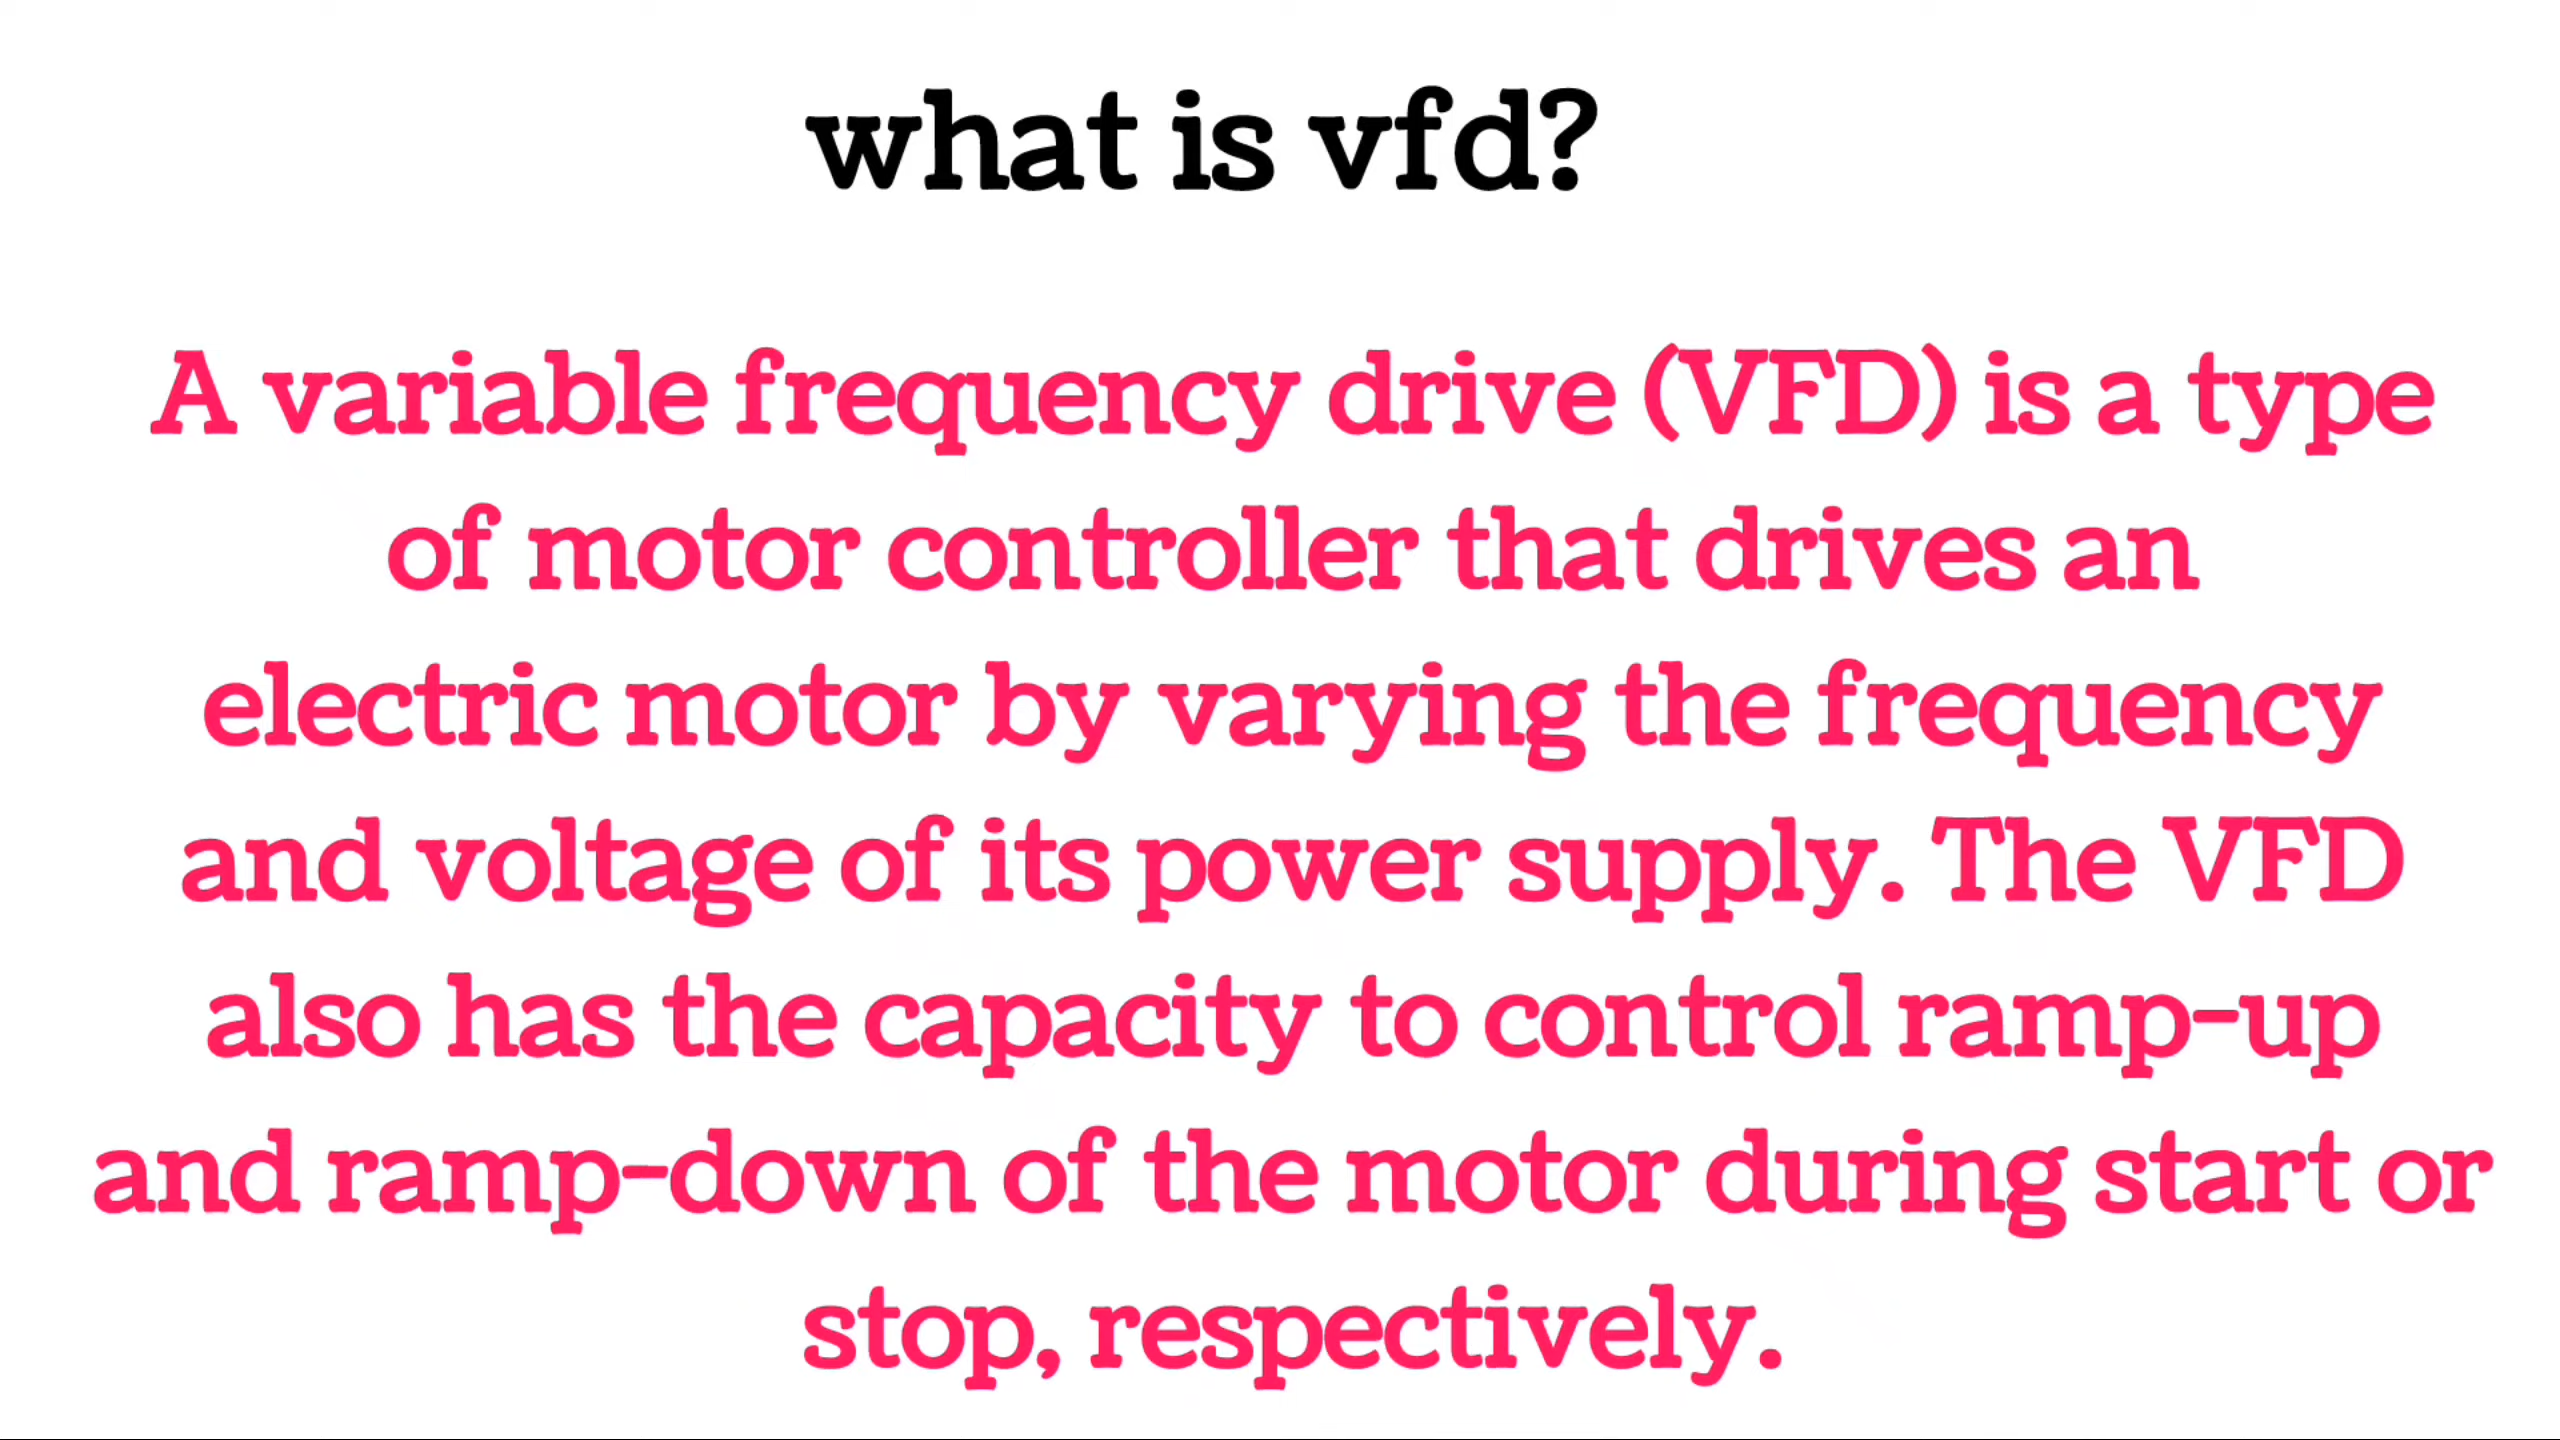 what is vfd?
A variable frequency drive (VFD) is a type
of motor controller that drives an
electric motor by varying the frequency
and voltage of its power supply. The VFD
also has the capacity to control ramp-up
and ramp-down of the motor during start or
stop, respectively.